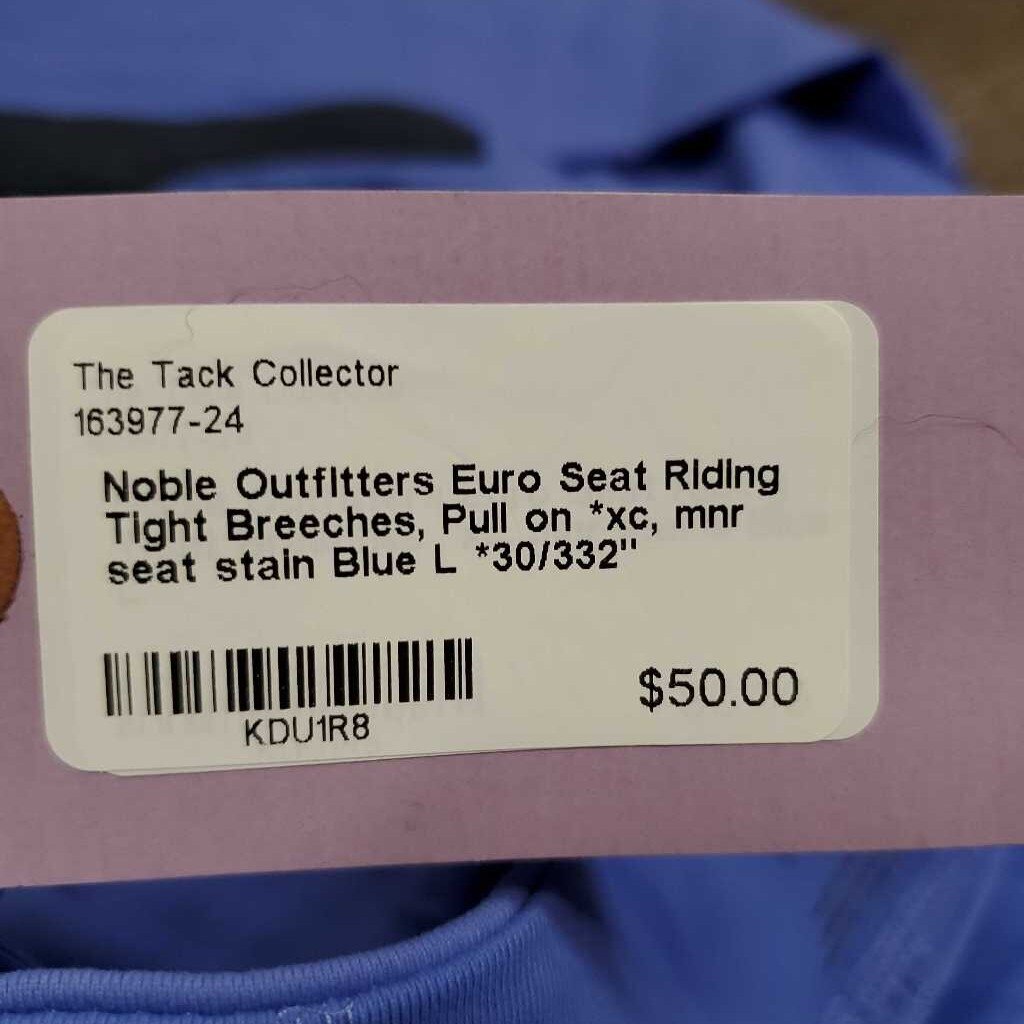 The Tack Collector
163977-24
Noble Outfitters Euro Seat Riding
Tight Breeches, Pull on *xc, mnr
seat stain Blue L *30/332"
$50.00
KDU1R8